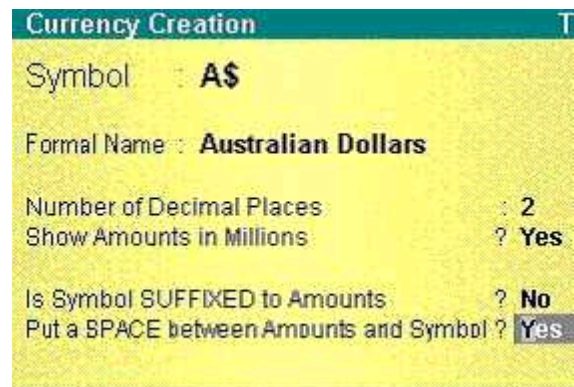 Currency Creation T
Symbol : A$
Formal Name : Australian Dollars
Number of Decimal Places : 2
Show Amounts in Millions ? Yes
Is Symbol SUFFIXED to Amounts ? No
Put a SPACE between Amounts and Symbol ? Yes